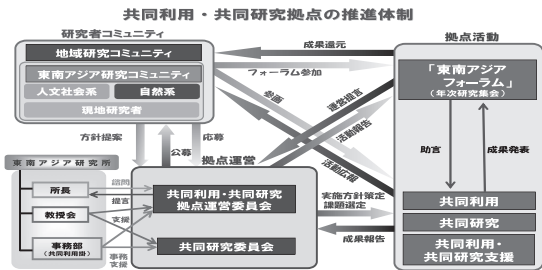 共同利用・共同研究拠点の推進体制
研究者コミュニティ
地域研究コミュニティ
東南アジア研究コミュニティ
人文社会系
自然系
現地研究者
成果還元
フォーラム参加
参画
運営提言
活動報告
活動広報
拠点活動
「東南アジア
フォーラム」
(年次研究集会)
助言
成果発表
共同利用
共同研究
共同利用・
共同研究支援
方針提案
公募
応募
拠点運営
共同利用・共同研究
拠点運営委員会
共同研究委員会
実施方針策定
課題選定
成果報告
東南アジア研究所
所長
教授会
事務部
(共同利用掛)
諮問
提言
支援
事務
支援